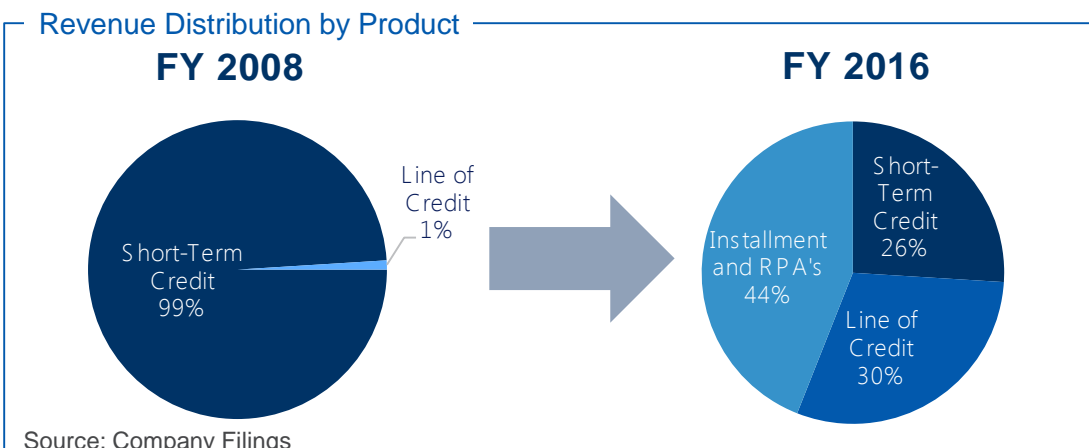 Revenue Distribution by Product
FY 2008
FY 2016
Short-Term
Credit
99%
Line of
Credit
1%
Short-
Term
Credit
26%
Installment
and RPA's
44%
Line of
Credit
30%
Source: Company Filings